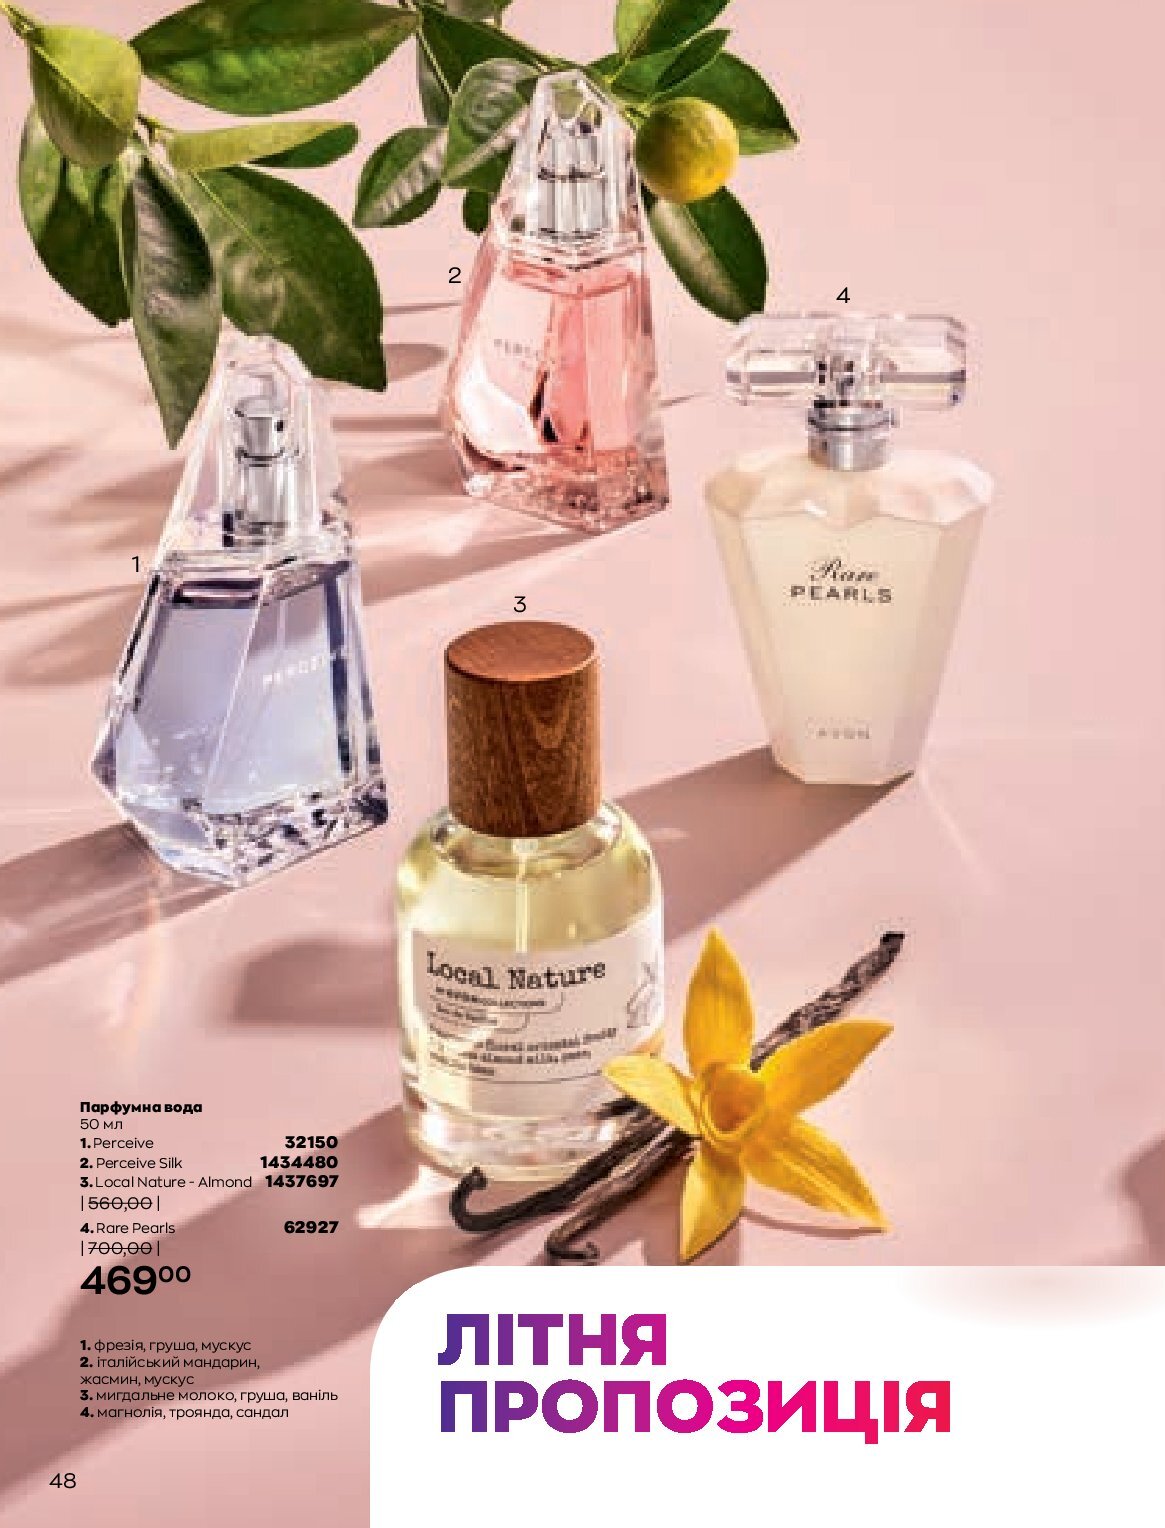 2
4
1
3
PERCE
Rare
PEARLS
PERCE
AVON
Local Nature
Парфумна вода
50 мл
1. Perceive 32150
2. Perceive Silk 1434480
3. Local Nature - Almond 1437697
| 560,00 |
4. Rare Pearls 62927
| 700,00 |
469⁰⁰
1. фрезія, груша, мускус
2. італійський мандарин,
жасмин, мускус
3. мигдальне молоко, груша, ваніль
4. магнолія, троянда, сандал
ЛІТНЯ
ПРОПОЗИЦІЯ
48